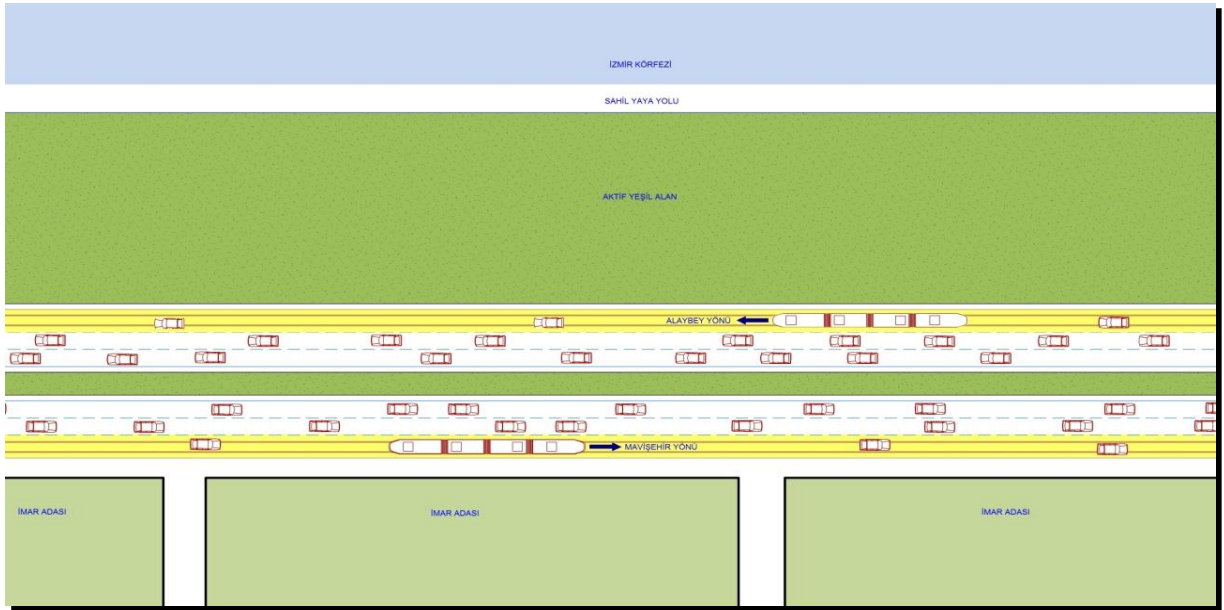 İZMİR KÖRFEZİ
SAHİL YAYA YOLU
AKTİF YEŞİL ALAN
ALAYBEY YÖNÜ
MAVİŞEHİR YÖNÜ
İMAR ADASI
İMAR ADASI
İMAR ADASI